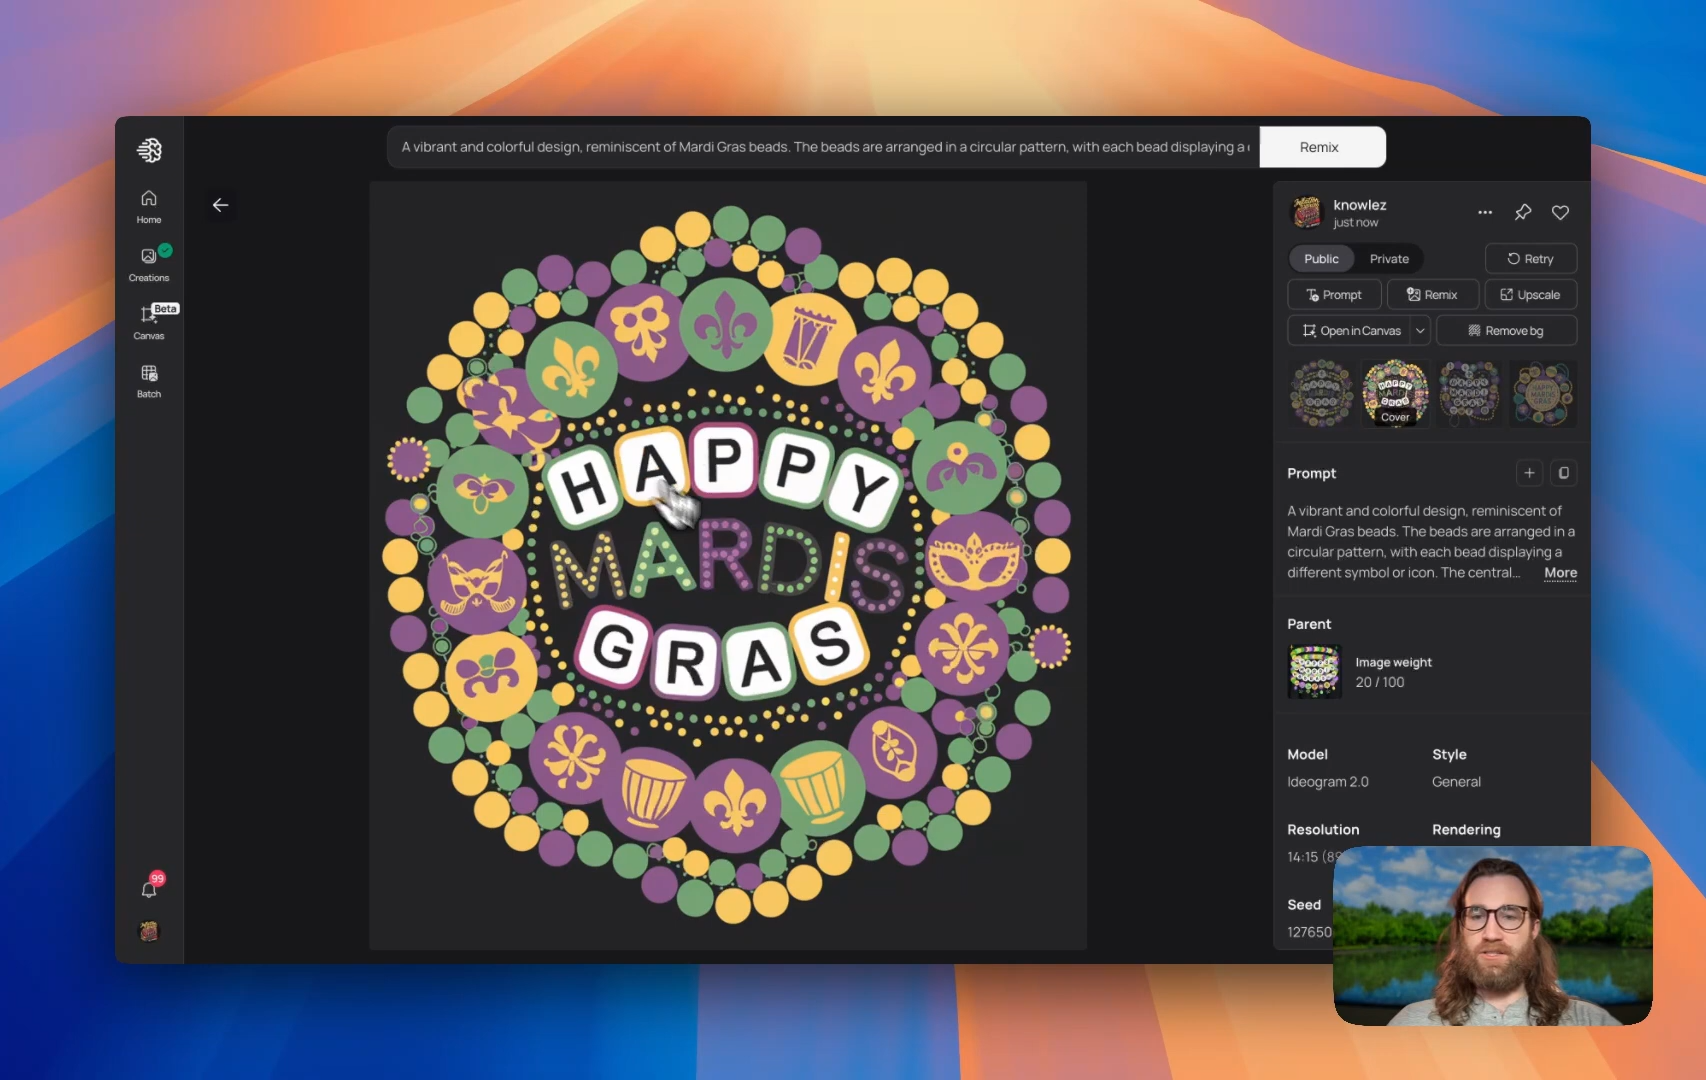 A vibrant and colorful design, reminiscent of Mardi Gras beads. The beads are arranged in a circular pattern, with each bead displaying a
Remix
Home
Creations
Beta
Canvas
Batch
99
HAPPY
MARDIS
GRAS
knowlez
just now
Public
Private
Retry
Prompt
Remix
Upscale
Open in Canvas
Remove bg
HAPPY
MARDI
GRAS
Cover
Prompt
A vibrant and colorful design, reminiscent of
Mardi Gras beads. The beads are arranged in a
circular pattern, with each bead displaying a
different symbol or icon. The central...
More
Parent
Image weight
20 / 100
Model
Style
Ideogram 2.0
General
Resolution
Rendering
14:15
Seed
127650